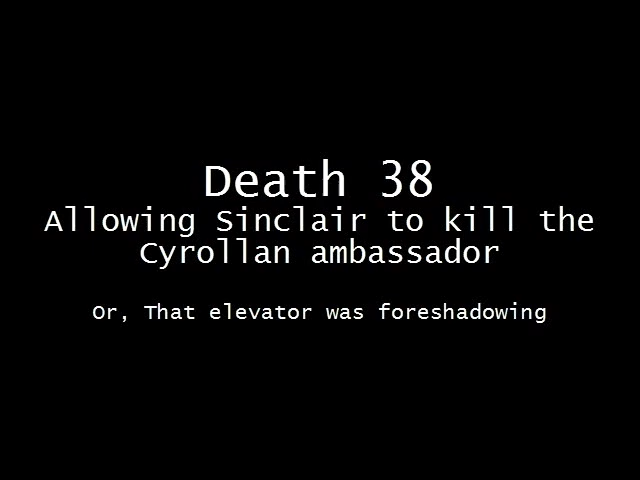 Death 38
Allowing Sinclair to kill the
Cyrollan ambassador
Or, That elevator was foreshadowing